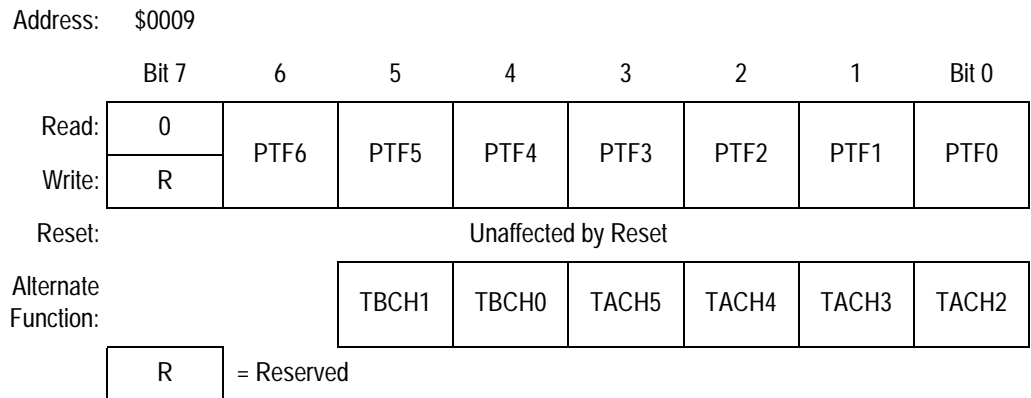 Address: $0009
Bit 7 6 5 4 3 2 1 Bit 0
Read: 0 PTF6 PTF5 PTF4 PTF3 PTF2 PTF1 PTF0
Write: R
Reset: Unaffected by Reset
Alternate Function: TBCH1 TBCH0 TACH5 TACH4 TACH3 TACH2
R = Reserved